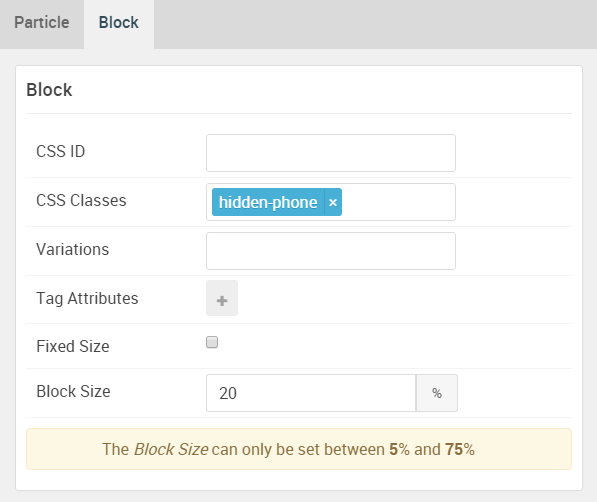 Particle Block
Block
CSS ID
CSS Classes hidden-phone ×
Variations
Tag Attributes +
Fixed Size
Block Size 20 %
The Block Size can only be set between 5% and 75%